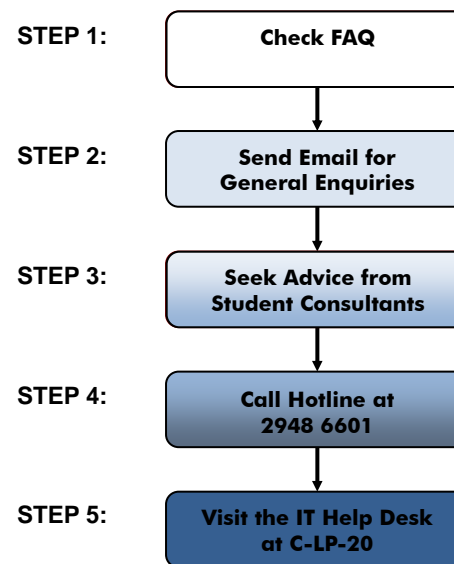 STEP 1:
Check FAQ
STEP 2:
Send Email for
General Enquiries
STEP 3:
Seek Advice from
Student Consultants
STEP 4:
Call Hotline at
2948 6601
STEP 5:
Visit the IT Help Desk
at C-LP-20